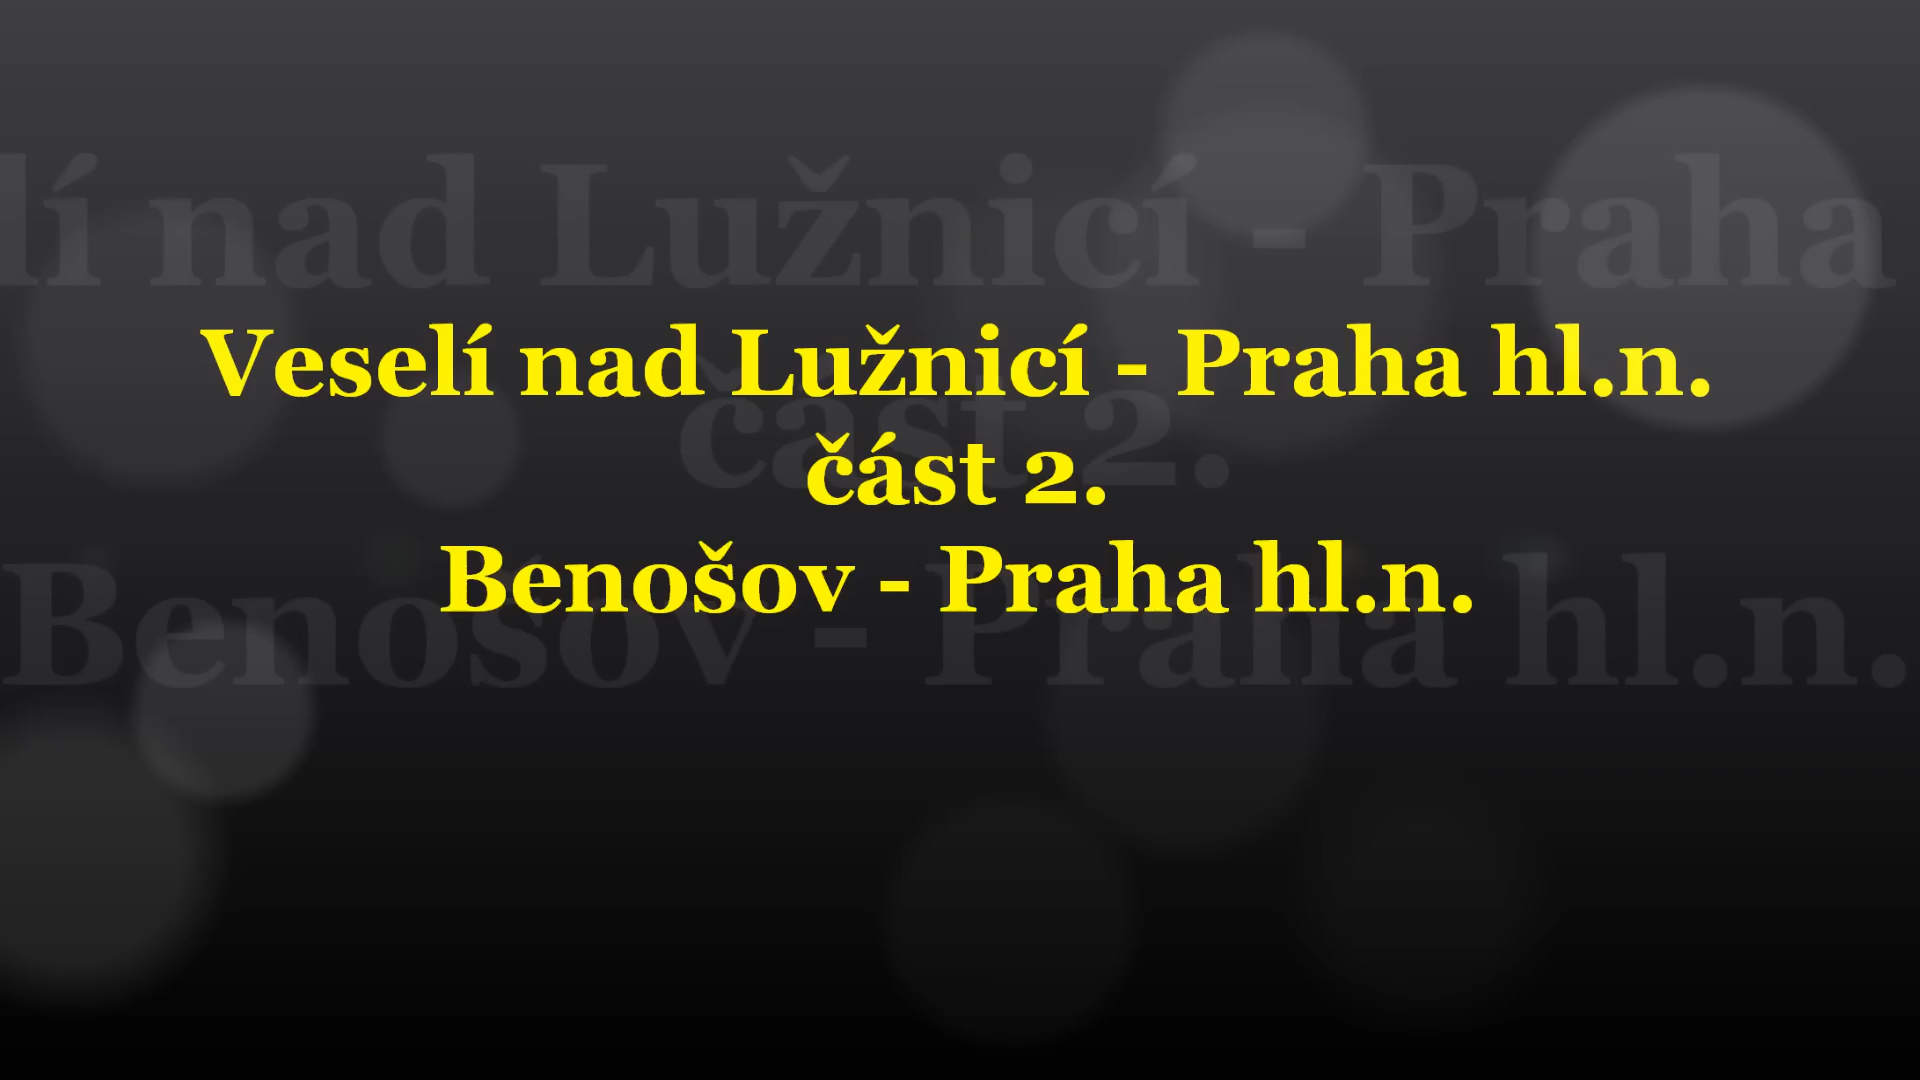 Veselí nad Lužnicí - Praha hl.n.
část 2.
Benošov - Praha hl.n.